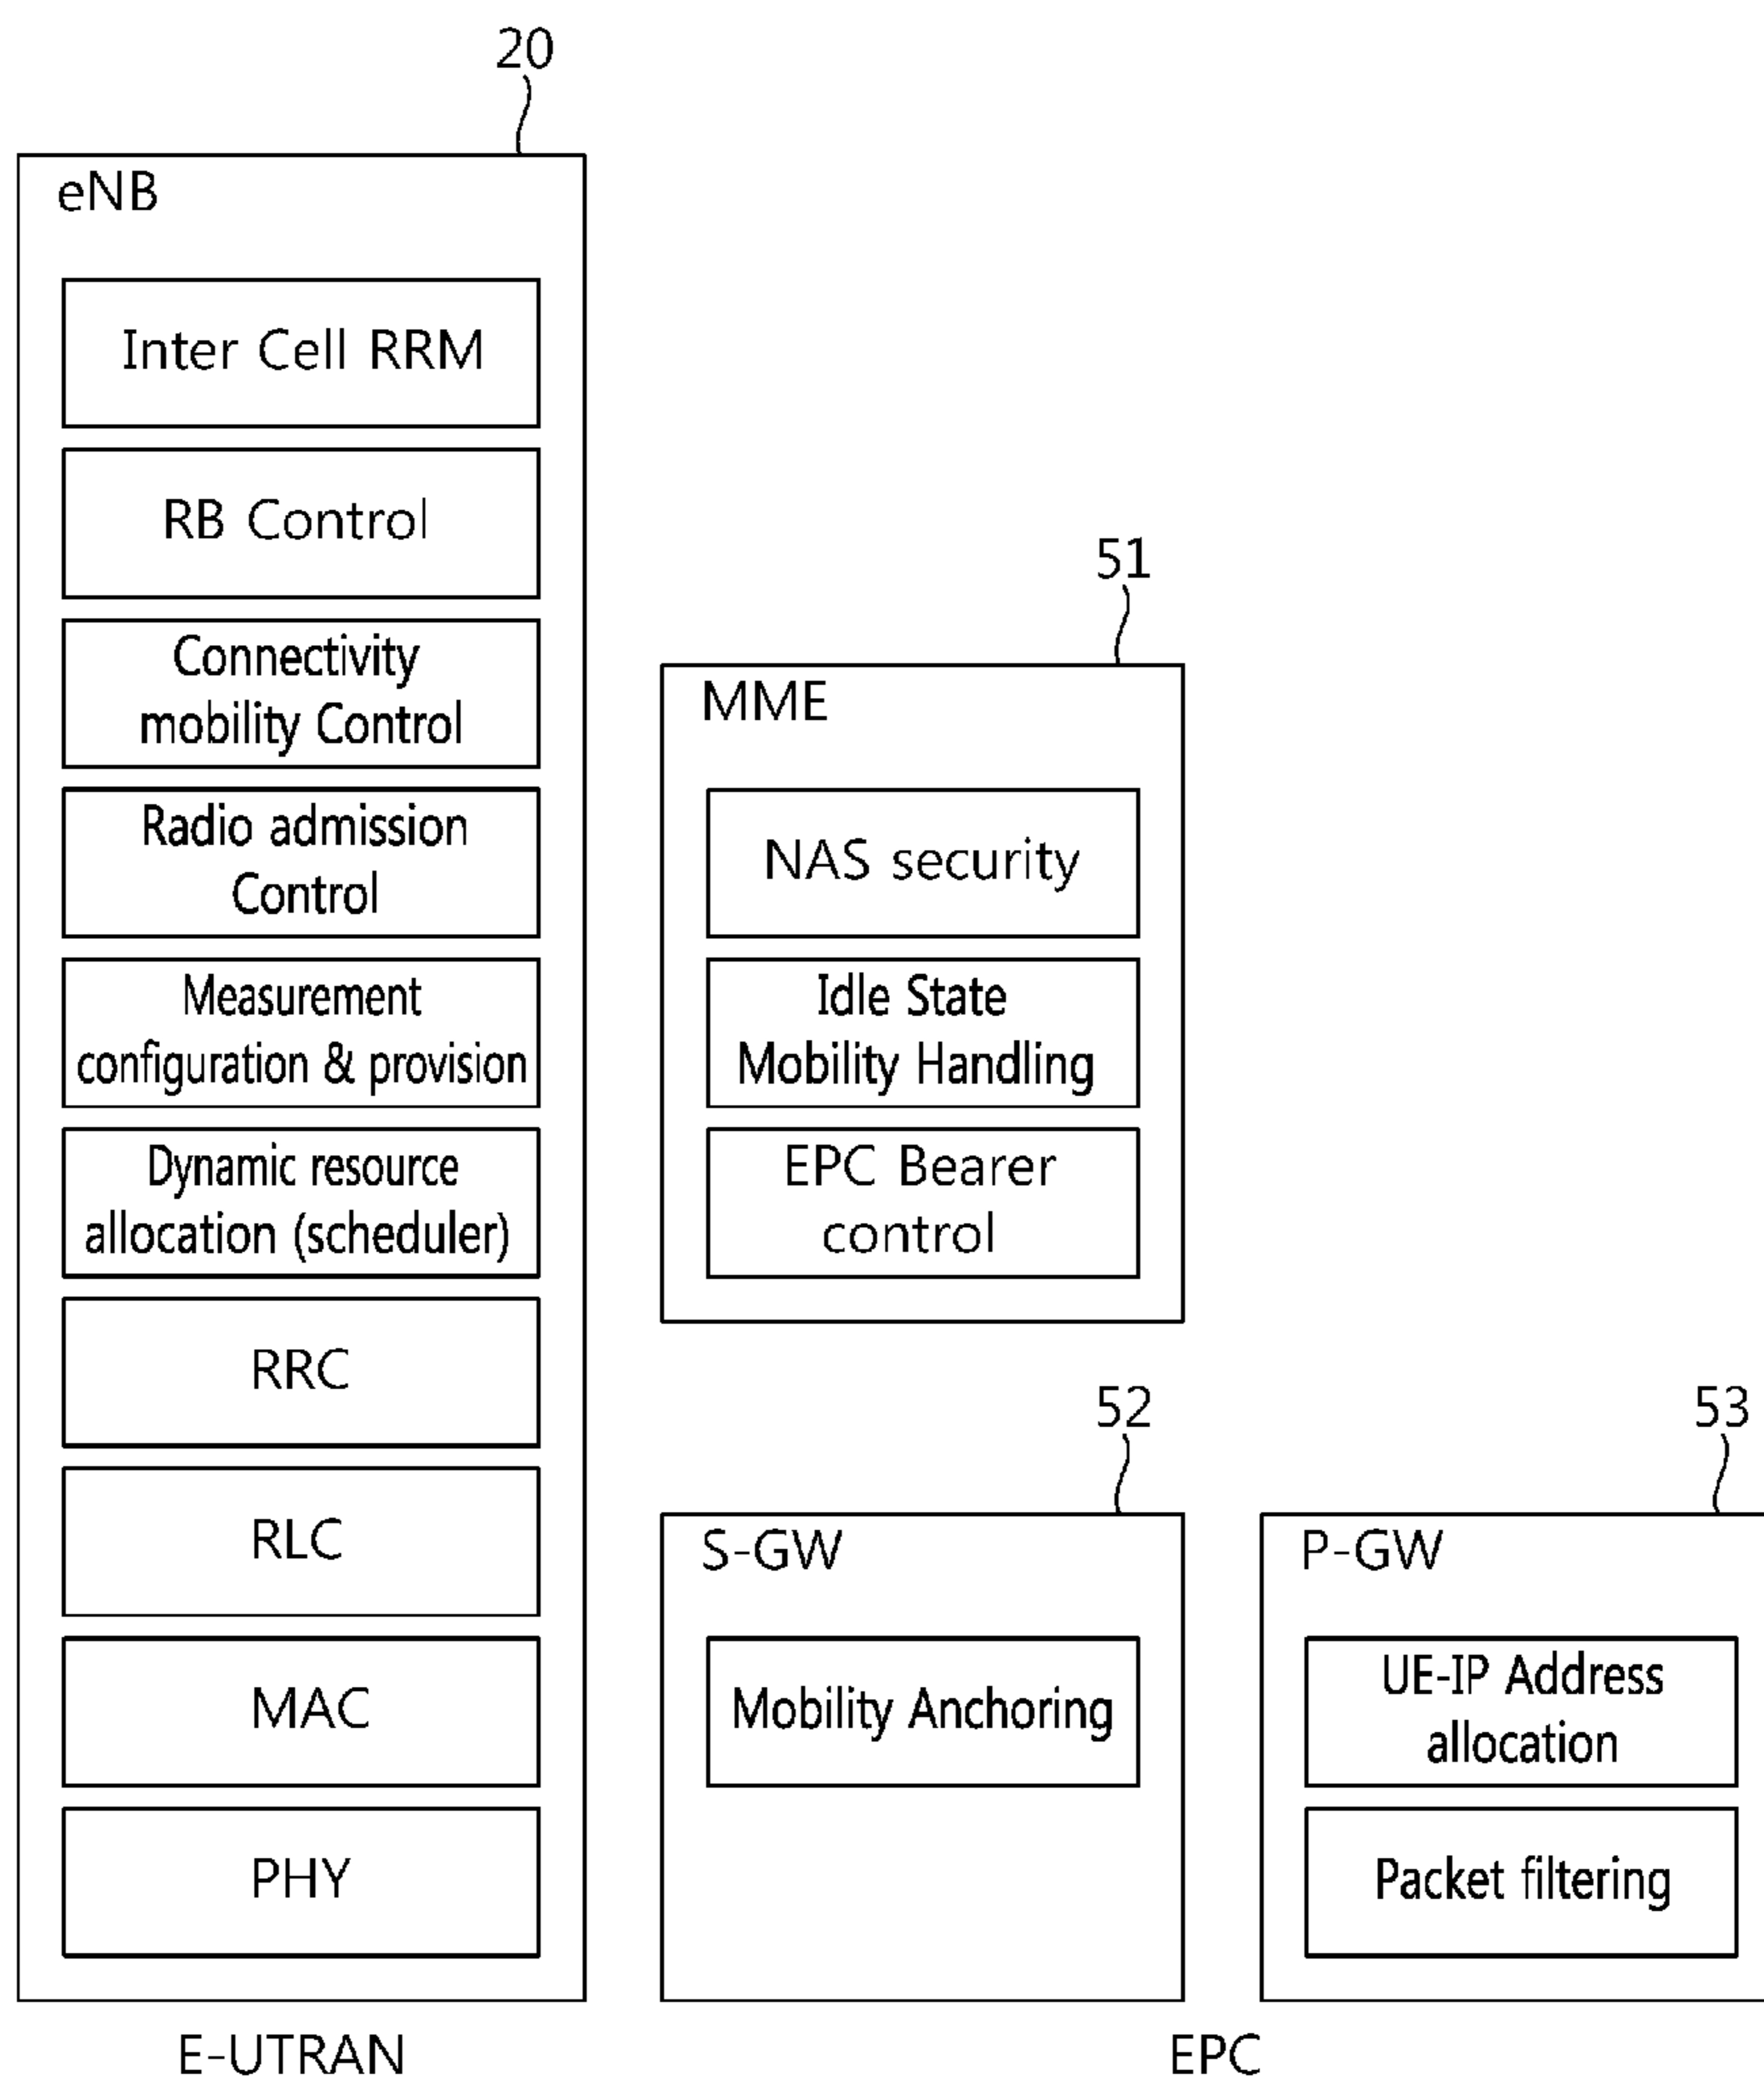 20
eNB
Inter Cell RRM
RB Control
Connectivity
mobility Control
Radio admission
Control
Measurement
configuration & provision
Dynamic resource
allocation (scheduler)
RRC
RLC
MAC
PHY
E-UTRAN
51
MME
NAS security
Idle State
Mobility Handling
EPC Bearer
control
52
S-GW
Mobility Anchoring
53
P-GW
UE-IP Address
allocation
Packet filtering
EPC